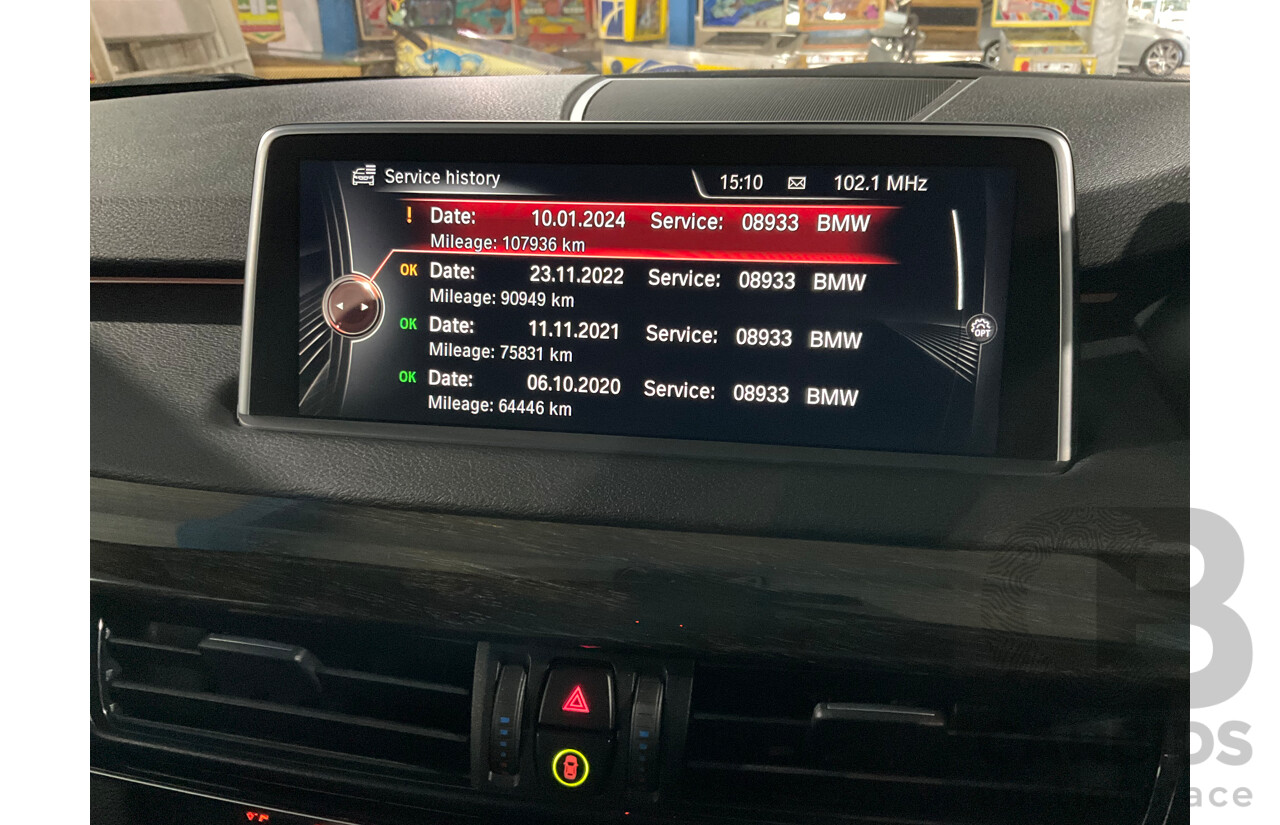 Service history
15:10 102.1 MHz
! Date: 10.01.2024 Service: 08933 BMW
Mileage: 107936 km
OK Date: 23.11.2022 Service: 08933 BMW
Mileage: 90949 km
OK Date: 11.11.2021 Service: 08933 BMW
Mileage: 75831 km
OK Date: 06.10.2020 Service: 08933 BMW
Mileage: 64446 km
OPT